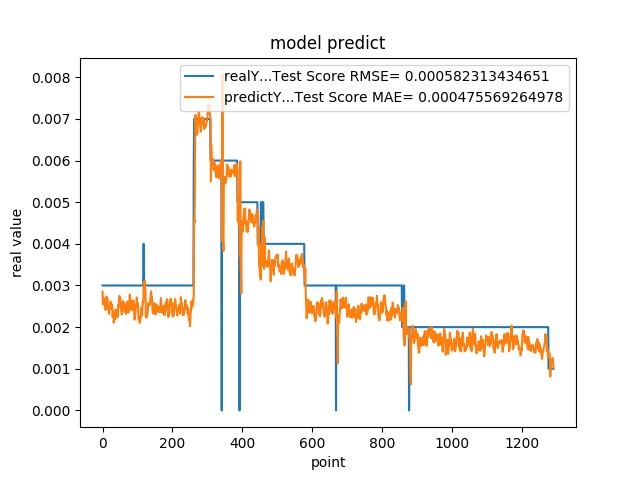 model predict
realY...Test Score RMSE= 0.000582313434651
predictY...Test Score MAE= 0.000475569264978
real value
0.008
0.007
0.006
0.005
0.004
0.003
0.002
0.001
0.000
0 200 400 600 800 1000 1200
point